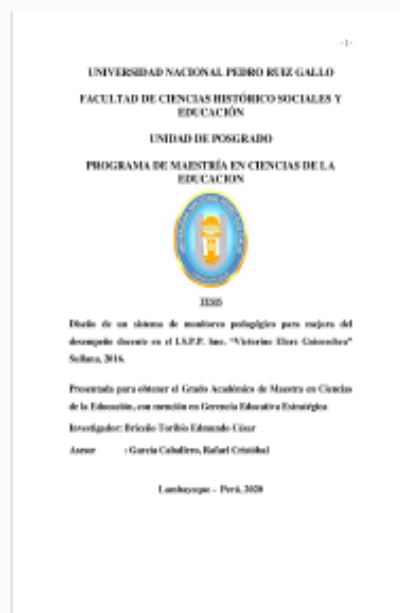 -1-
UNIVERSIDAD NACIONAL PEDRO RUIZ GALLO
FACULTAD DE CIENCIAS HISTÓRICO SOCIALES Y
EDUCACIÓN
UNIDAD DE POSGRADO
PROGRAMA DE MAESTRÍA EN CIENCIAS DE LA
EDUCACION
TESIS
Diseño de un sistema de monitoreo pedagógico para mejora del
desempeño docente en el I.S.P.P. "Victorino Elorz Goicoechea"
Sullana, 2016.
Presentada para obtener el Grado Académico de Maestra en Ciencias
de la Educación, con mención en Gerencia Educativa Estratégica
Investigador: Briceño Toribio Edmundo César
Asesor : García Caballero, Rafael Cristóbal
Lambayeque – Perú, 2020